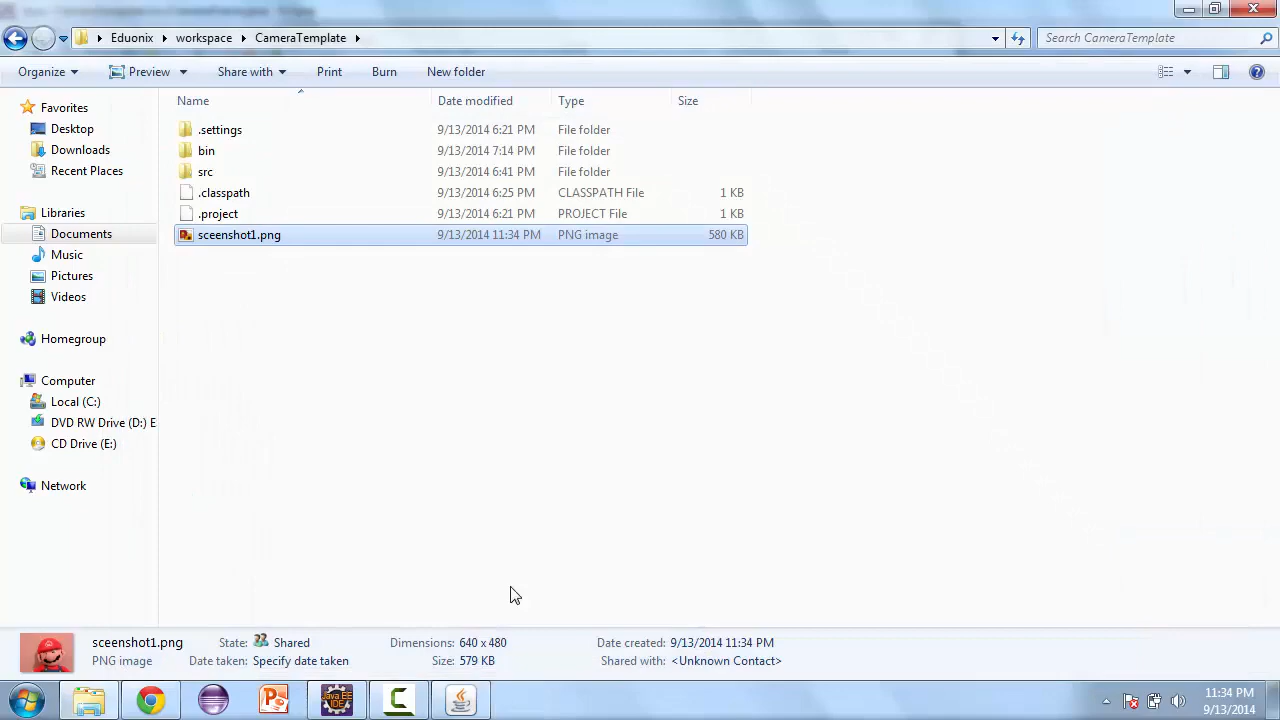 Eduonix workspace CameraTemplate Search CameraTemplate
Organize Preview Share with Print Burn New folder
Name Date modified Type Size
Favorites
Desktop
Downloads
Recent Places
Libraries
Documents
Music
Pictures
Videos
Homegroup
Computer
Local (C:)
DVD RW Drive (D:) E
CD Drive (E:)
Network
.settings 9/13/2014 6:21 PM File folder
bin 9/13/2014 7:14 PM File folder
src 9/13/2014 6:41 PM File folder
.classpath 9/13/2014 6:25 PM CLASSPATH File 1 KB
.project 9/13/2014 6:21 PM PROJECT File 1 KB
sceenshot1.png 9/13/2014 11:34 PM PNG image 580 KB
sceenshot1.png State: Shared Dimensions: 640 x 480 Date created: 9/13/2014 11:34 PM
PNG image Date taken: Specify date taken Size: 579 KB Shared with: <Unknown Contact>
Java EE
IDE
11:34 PM
9/13/2014